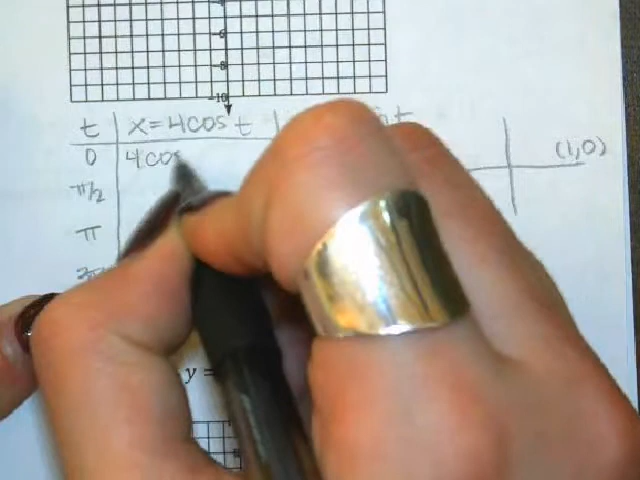 -6
-8
-10
t x=4cos t t
0 4cos (1,0)
π/2
π
y =